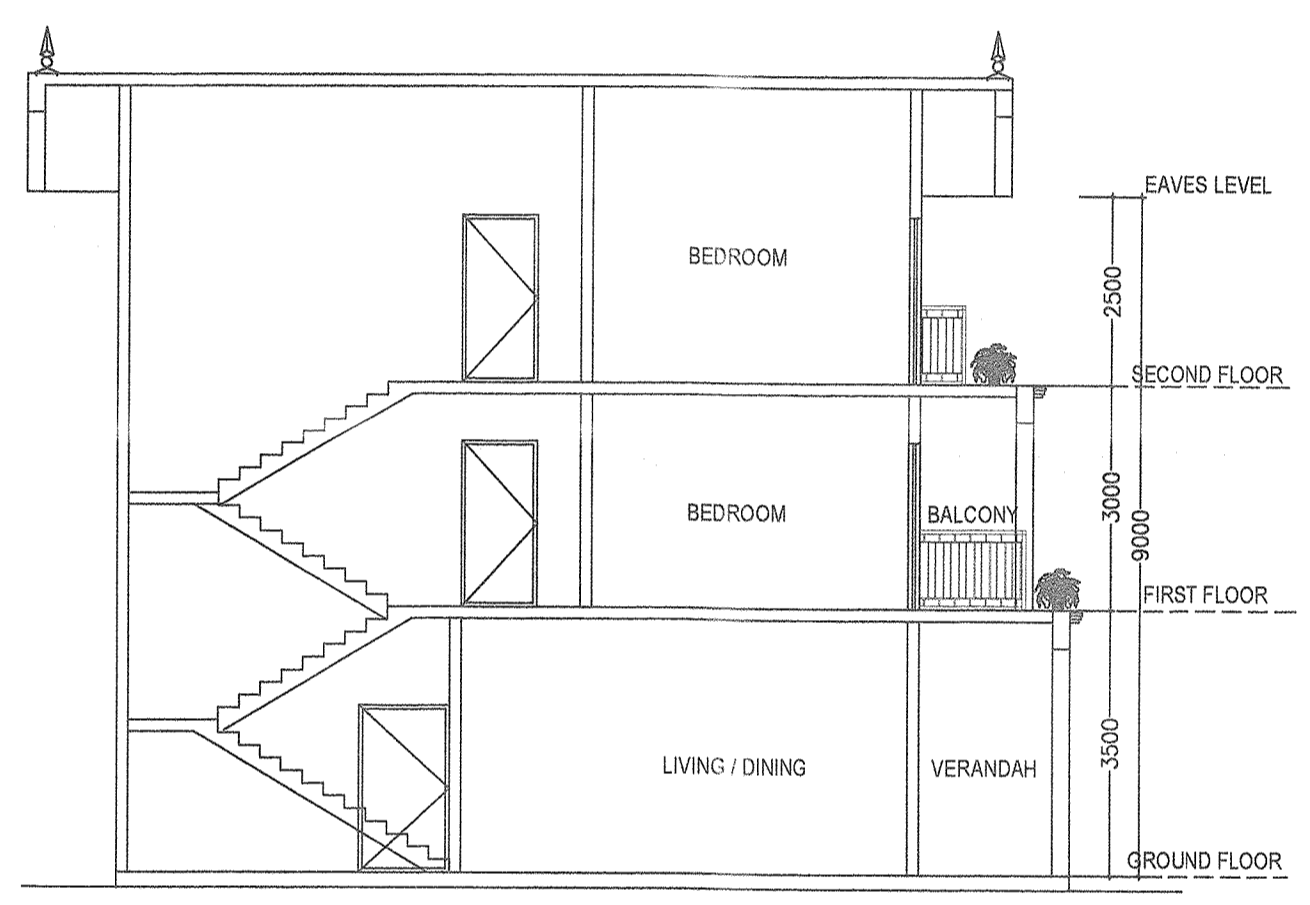 EAVES LEVEL
BEDROOM
2500
SECOND FLOOR
BEDROOM
BALCONY
3000
9000
FIRST FLOOR
LIVING / DINING
VERANDAH
3500
GROUND FLOOR